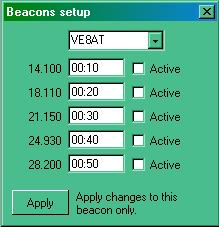 Beacons setup
VE8AT
14.100 00:10 Active
18.110 00:20 Active
21.150 00:30 Active
24.930 00:40 Active
28.200 00:50 Active
Apply Apply changes to this
beacon only.